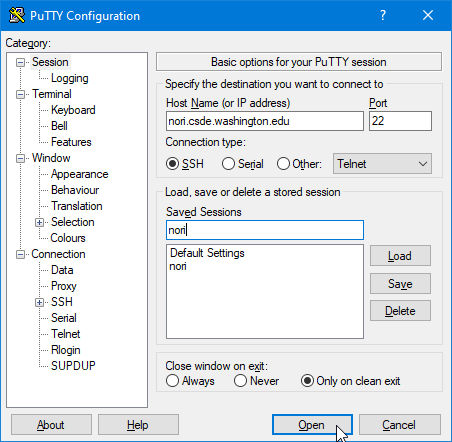 PuTTY Configuration
?
Category:
Session
Logging
Terminal
Keyboard
Bell
Features
Window
Appearance
Behaviour
Translation
Selection
Colours
Connection
Data
Proxy
SSH
Serial
Telnet
Rlogin
SUPDUP
Basic options for your PuTTY session
Specify the destination you want to connect to
Host Name (or IP address) Port
nori.csde.washington.edu 22
Connection type:
SSH Serial Other: Telnet
Load, save or delete a stored session
Saved Sessions
nori
Default Settings
nori
Load
Save
Delete
Close window on exit:
Always Never Only on clean exit
About Help Open Cancel